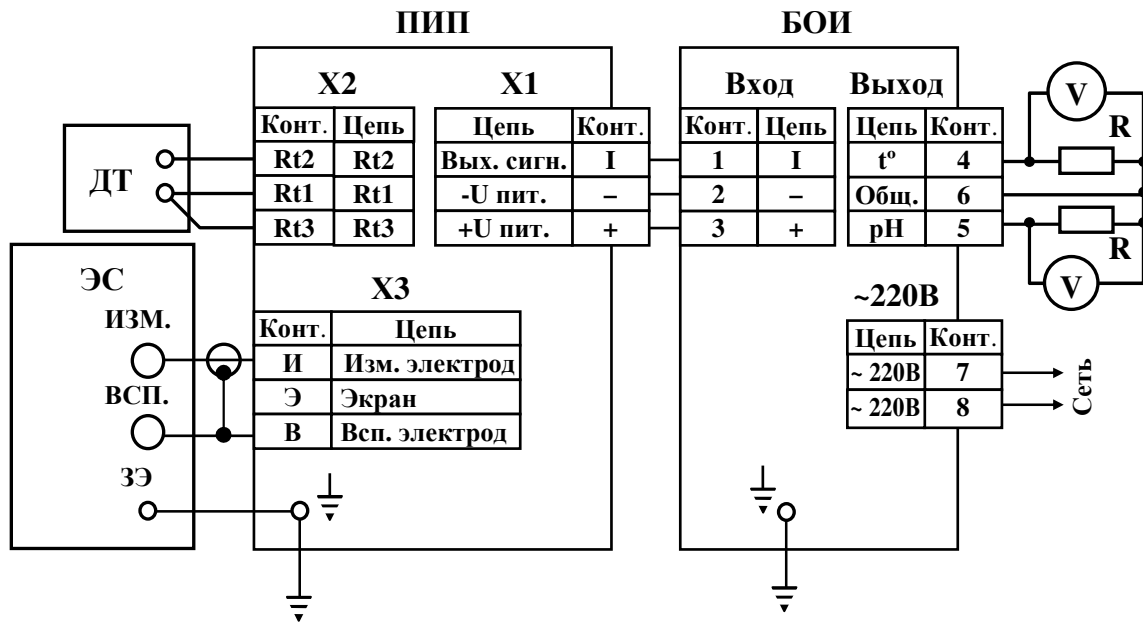 ПИП
БОИ
X2
X1
Вход
Выход
V
R
Конт. Цепь
Rt2 Rt2
Rt1 Rt1
Rt3 Rt3
Цепь Конт.
Вых. сигн. I
-U пит. –
+U пит. +
Конт. Цепь
1 I
2 –
3 +
Цепь Конт.
t° 4
Общ. 6
pH 5
R
V
ДТ
ЭС
ИЗМ.
ВСП.
ЗЭ
X3
Конт. Цепь
И Изм. электрод
Э Экран
В Всп. электрод
~220В
Цепь Конт.
~ 220В 7
~ 220В 8
Сеть